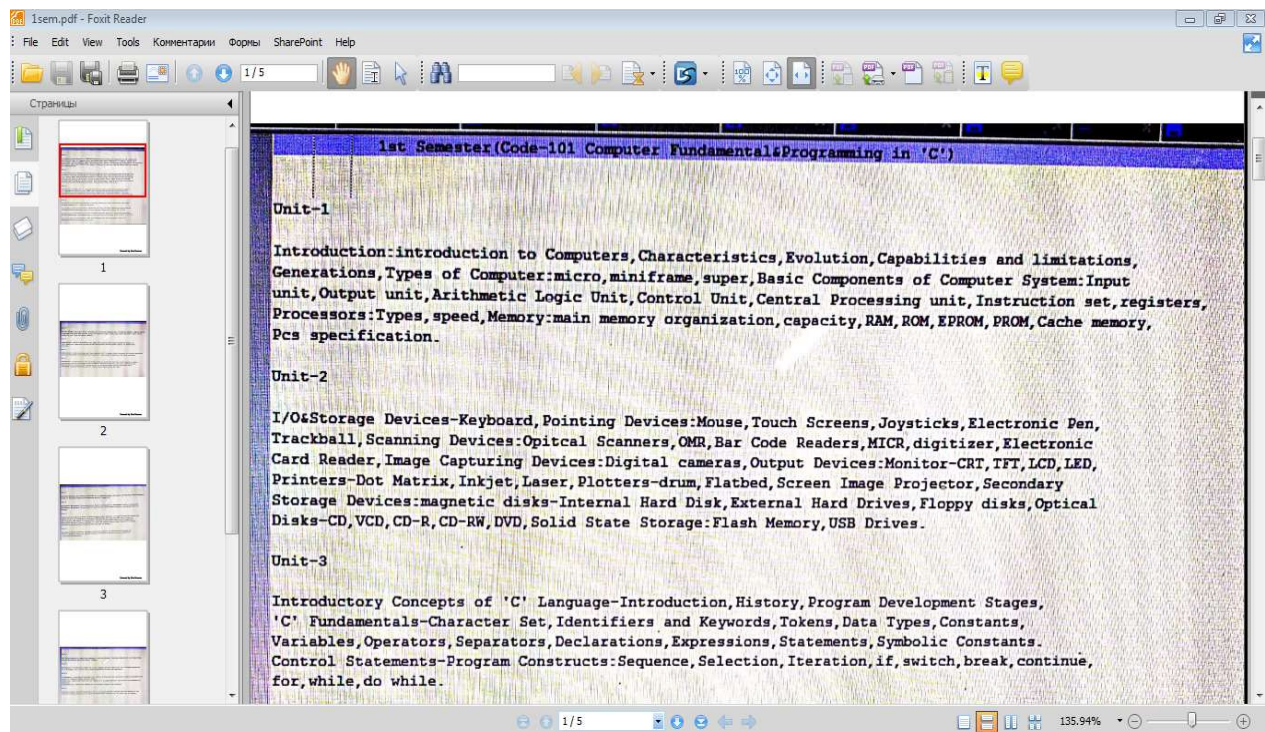 1sem.pdf - Foxit Reader
File Edit View Tools Комментарии Формы SharePoint Help
1/5
Страницы
1
2
3
1st Semester(Code-101 Computer Fundamental&Programming in 'C')
Unit-1
Introduction:introduction to Computers,Characteristics,Evolution,Capabilities and limitations,
Generations,Types of Computer:micro,miniframe,super,Basic Components of Computer System:Input
unit,Output unit,Arithmetic Logic Unit,Control Unit,Central Processing unit,Instruction set,registers,
Processors:Types,speed,Memory:main memory organization,capacity,RAM,ROM,EPROM,PROM,Cache memory,
Pcs specification.
Unit-2
I/O&Storage Devices-Keyboard,Pointing Devices:Mouse,Touch Screens,Joysticks,Electronic Pen,
Trackball,Scanning Devices:Opitcal Scanners,OMR,Bar Code Readers,MICR,digitizer,Electronic
Card Reader,Image Capturing Devices:Digital cameras,Output Devices:Monitor-CRT,TFT,LCD,LED,
Printers-Dot Matrix,Inkjet,Laser,Plotters-drum,Flatbed,Screen Image Projector,Secondary
Storage Devices:magnetic disks-Internal Hard Disk,External Hard Drives,Floppy disks,Optical
Disks-CD,VCD,CD-R,CD-RW,DVD,Solid State Storage:Flash Memory,USB Drives.
Unit-3
Introductory Concepts of 'C' Language-Introduction,History,Program Development Stages,
'C' Fundamentals-Character Set,Identifiers and Keywords,Tokens,Data Types,Constants,
Variables,Operators,Separators,Declarations,Expressions,Statements,Symbolic Constants.
Control Statements-Program Constructs:Sequence,Selection,Iteration,if,switch,break,continue,
for,while,do while.
1/5
135.94%